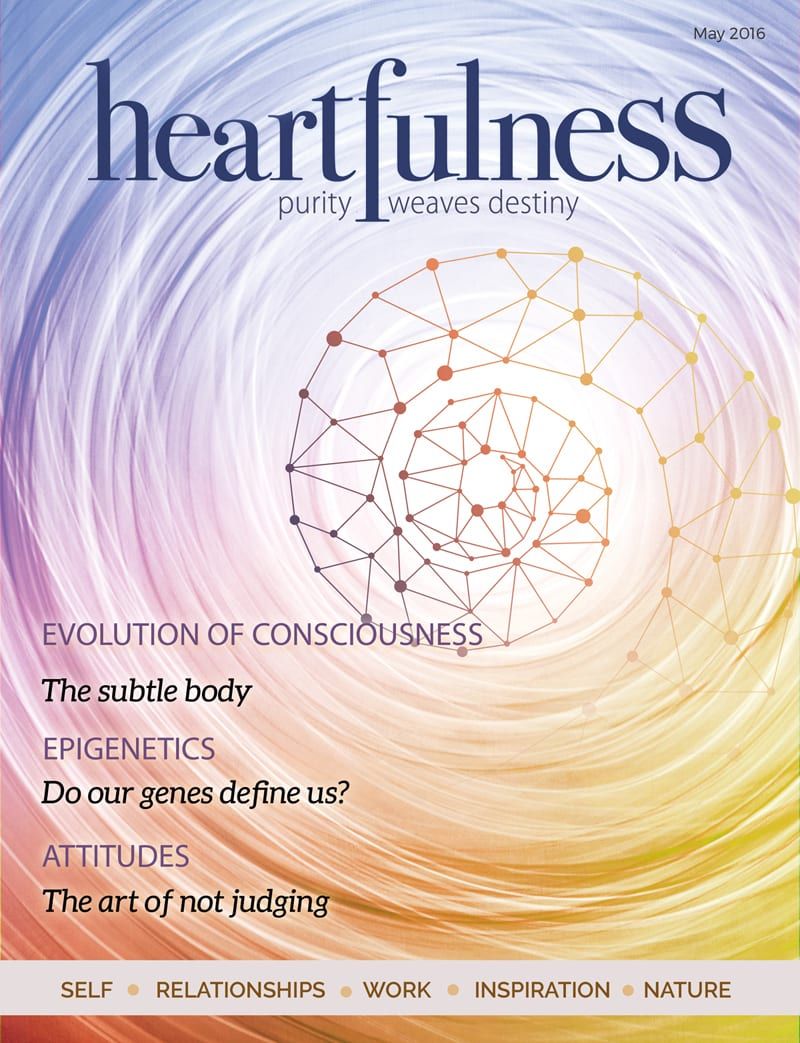 May 2016
heartfulness
purity weaves destiny
EVOLUTION OF CONSCIOUSNESS
The subtle body
EPIGENETICS
Do our genes define us?
ATTITUDES
The art of not judging
SELF ● RELATIONSHIPS ● WORK ● INSPIRATION ● NATURE